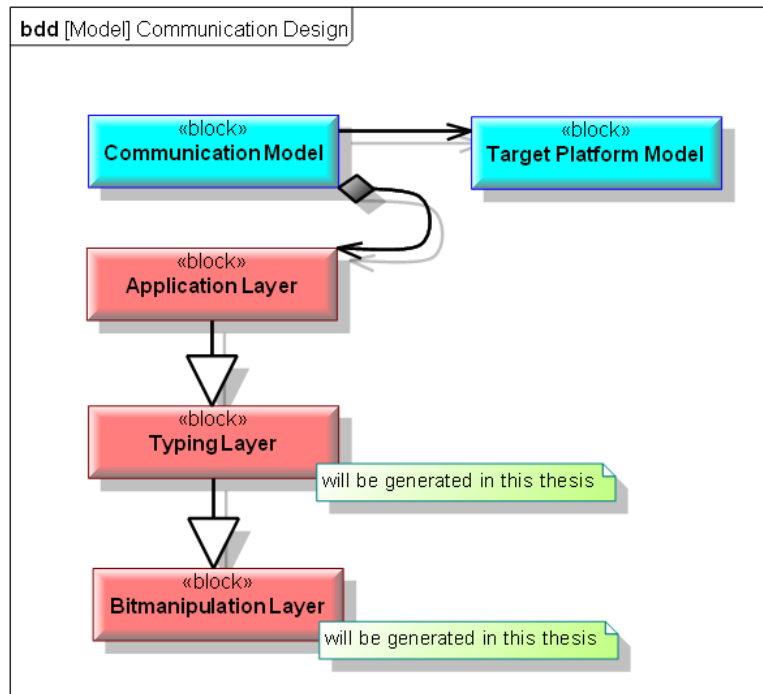 bdd [Model] Communication Design
«block»
Communication Model
«block»
Target Platform Model
«block»
Application Layer
«block»
Typing Layer
will be generated in this thesis
«block»
Bitmanipulation Layer
will be generated in this thesis